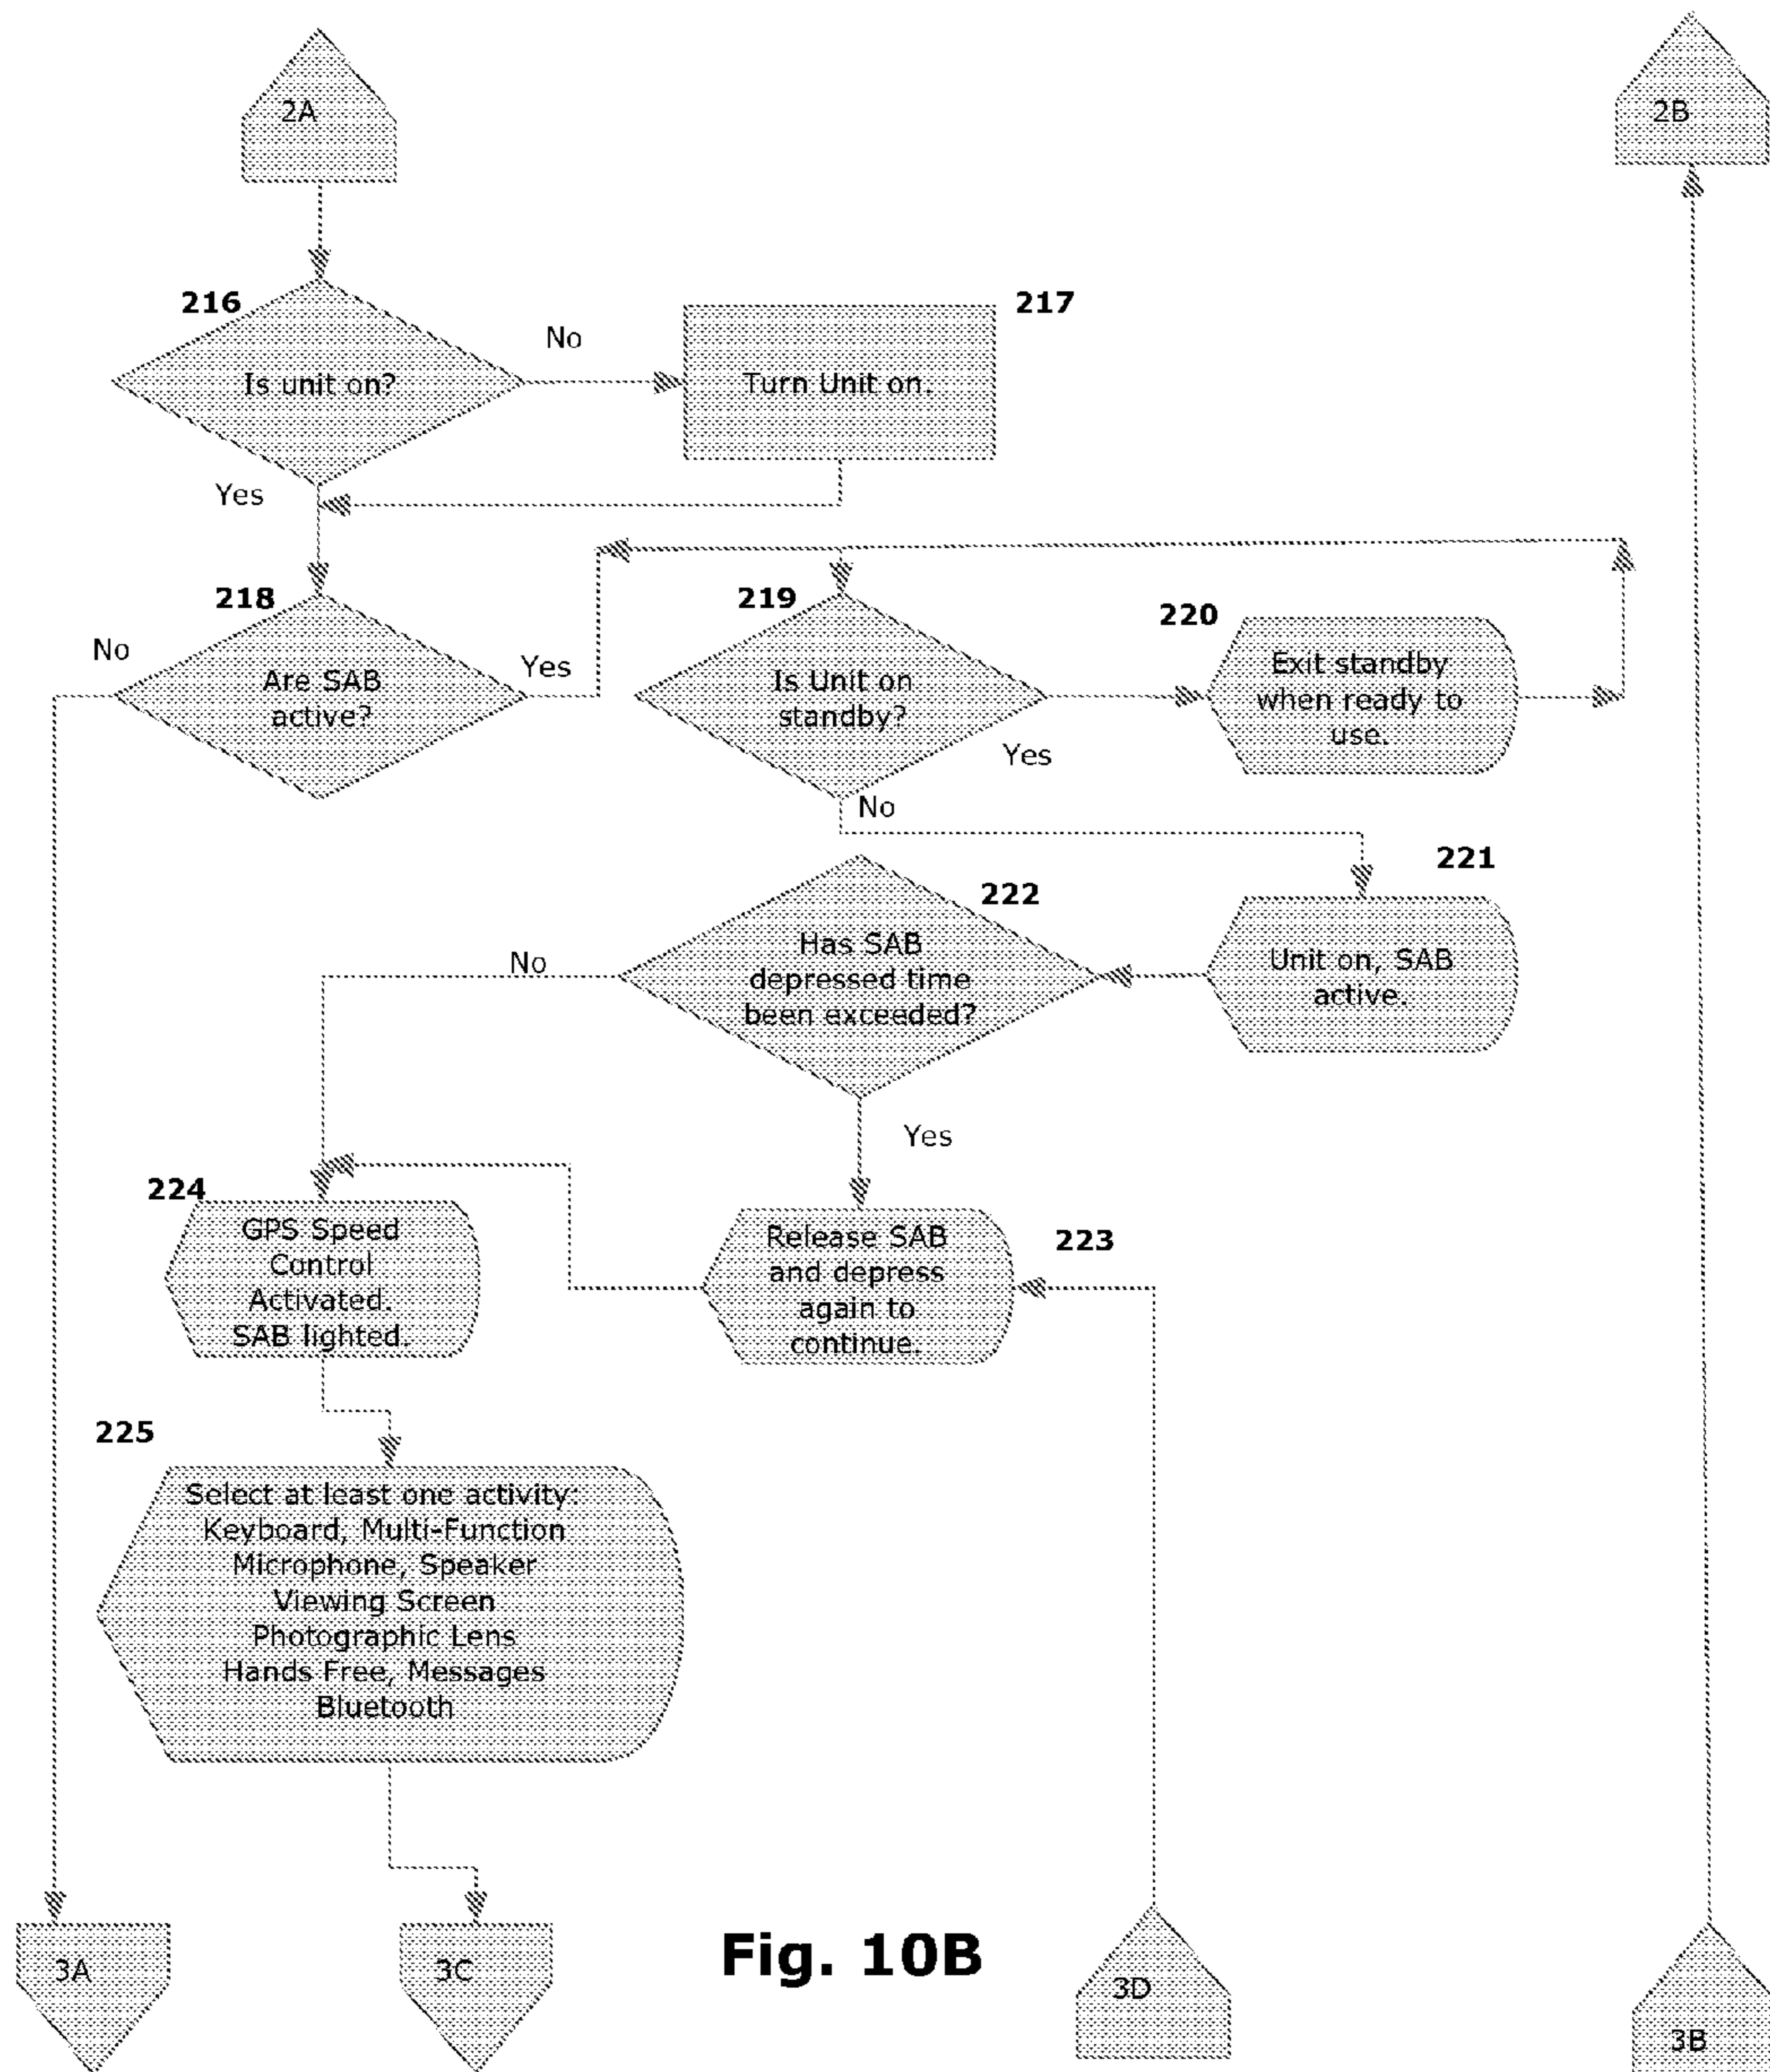 2A
2B
216
Is unit on?
No
217
Turn Unit on.
Yes
218
Are SAB
active?
No
Yes
219
Is Unit on
standby?
Yes
No
220
Exit standby
when ready to
use.
221
Unit on, SAB
active.
222
Has SAB
depressed time
been exceeded?
No
Yes
223
Release SAB
and depress
again to
continue.
224
GPS Speed
Control
Activated.
SAB lighted.
225
Select at least one activity:
Keyboard, Multi-Function
Microphone, Speaker
Viewing Screen
Photographic Lens
Hands Free, Messages
Bluetooth
3A
3C
Fig. 10B
3D
3B